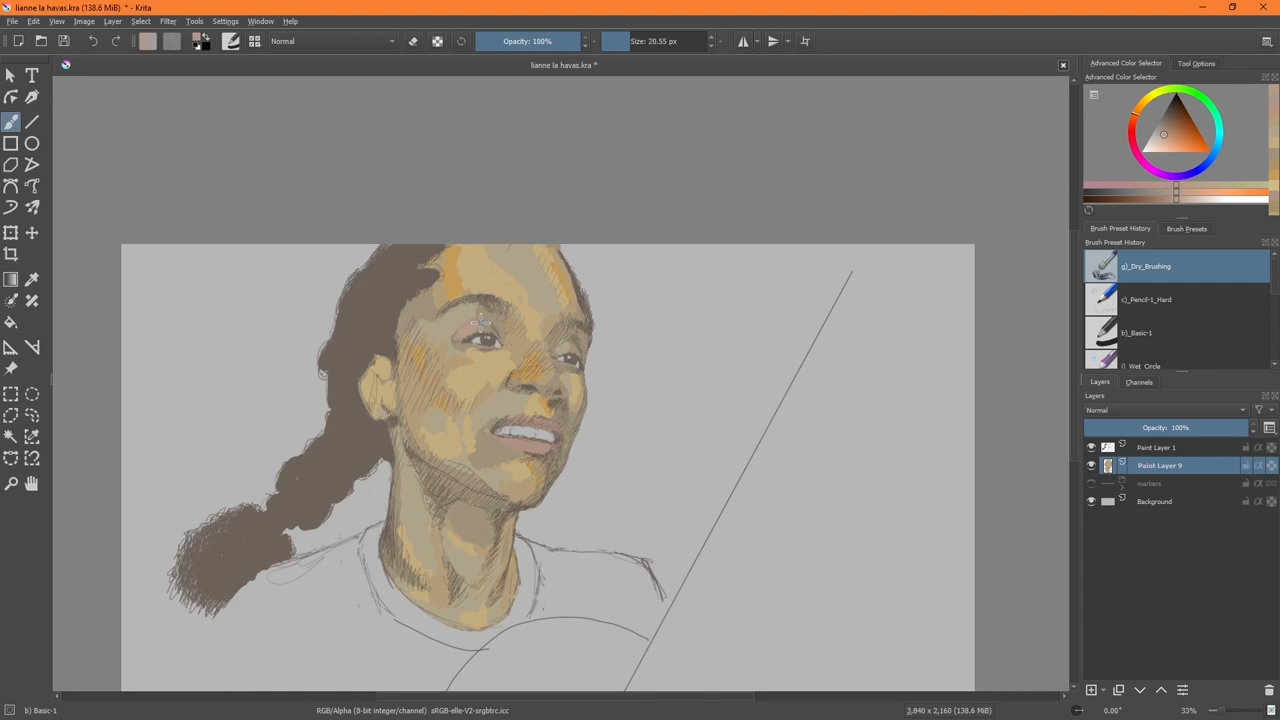 lianne la havas.kra (138.6 MiB) * - Krita
File Edit View Image Layer Select Filter Tools Settings Window Help
Normal Opacity: 100% Size: 20.55 px
lianne la havas.kra *
Advanced Color Selector Tool Options
Advanced Color Selector
Brush Preset History Brush Presets
Brush Preset History
g)_Dry_Brushing
c)_Pencil-1_Hard
b)_Basic-1
i)_Wet_Circle
Layers Channels
Layers
Normal
Opacity: 100%
Paint Layer 1
Paint Layer 9
markers
Background
b) Basic-1 RGB/Alpha (8-bit integer/channel) sRGB-elle-V2-srgbtrc.icc 3,840 x 2,160 (138.6 MiB) 0.00° 33%